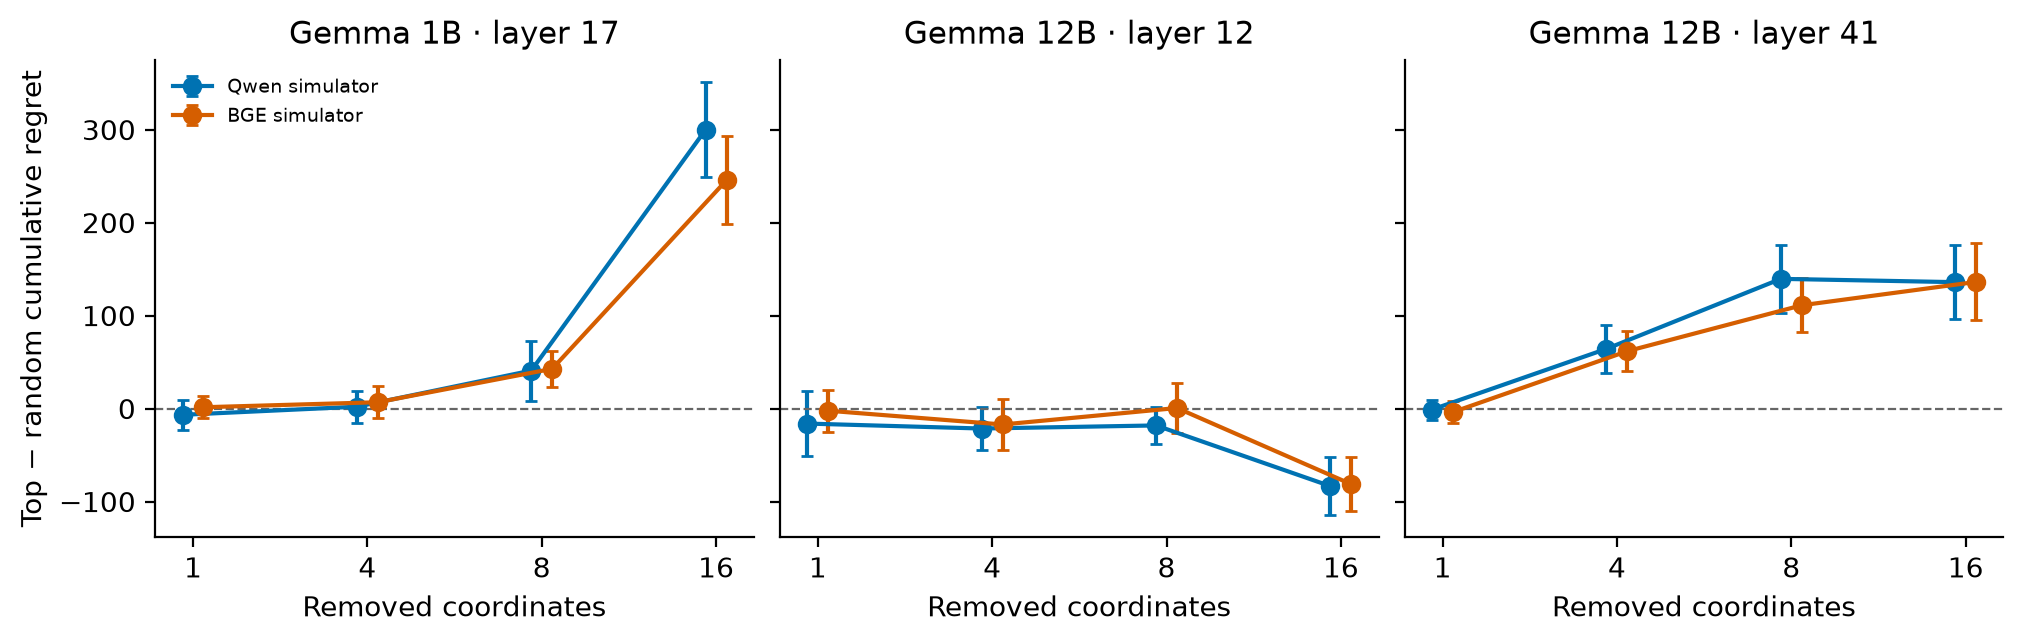 Gemma 1B · layer 17
Gemma 12B · layer 12
Gemma 12B · layer 41
Top − random cumulative regret
Qwen simulator
BGE simulator
300
200
100
0
−100
1 4 8 16
1 4 8 16
1 4 8 16
Removed coordinates
Removed coordinates
Removed coordinates